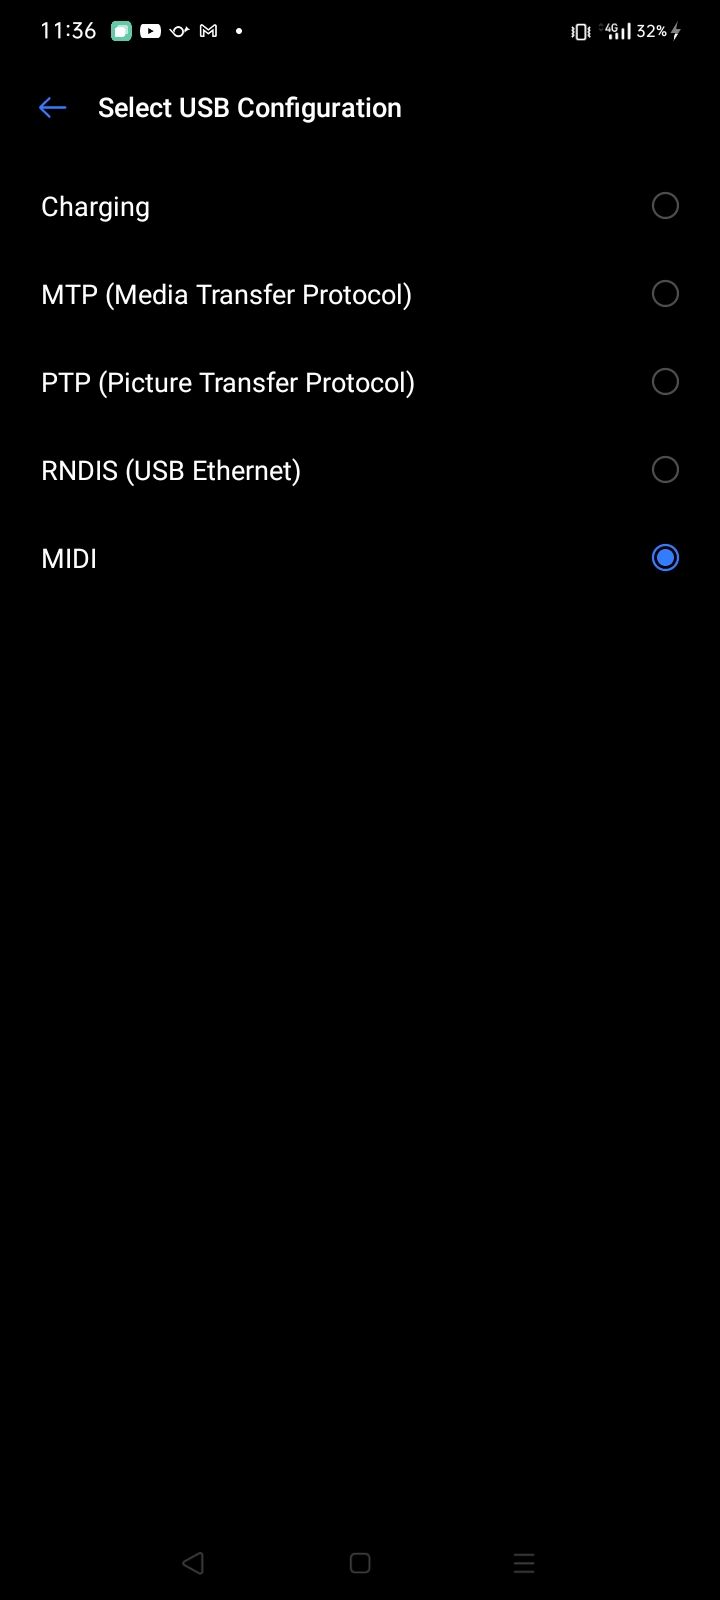 11:36 4G 32%
Select USB Configuration
Charging
MTP (Media Transfer Protocol)
PTP (Picture Transfer Protocol)
RNDIS (USB Ethernet)
MIDI